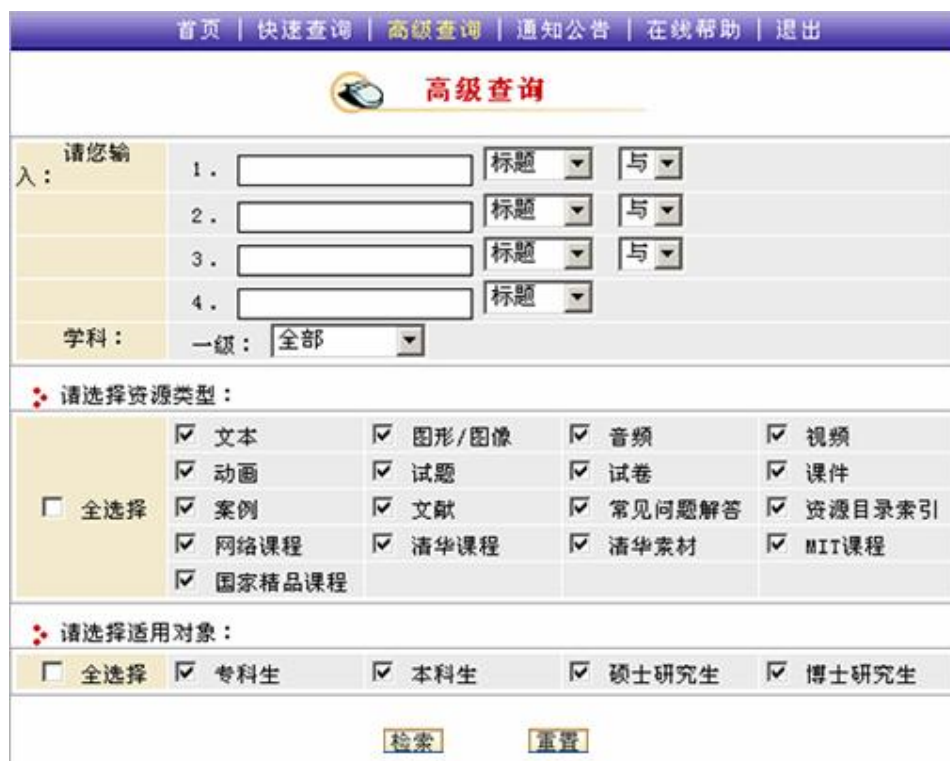 首页 | 快速查询 | 高级查询 | 通知公告 | 在线帮助 | 退出
高级查询
请您输入：
1. 标题 与
2. 标题 与
3. 标题 与
4. 标题
学科： 一级： 全部
请选择资源类型：
文本 图形/图像 音频 视频
动画 试题 试卷 课件
全选择 案例 文献 常见问题解答 资源目录索引
网络课程 清华课程 清华素材 MIT课程
国家精品课程
请选择适用对象：
全选择 专科生 本科生 硕士研究生 博士研究生
检索 重置